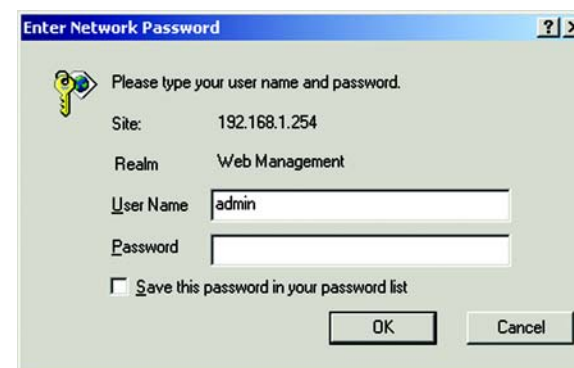 Enter Network Password
Please type your user name and password.
Site: 192.168.1.254
Realm Web Management
User Name admin
Password
Save this password in your password list
OK Cancel